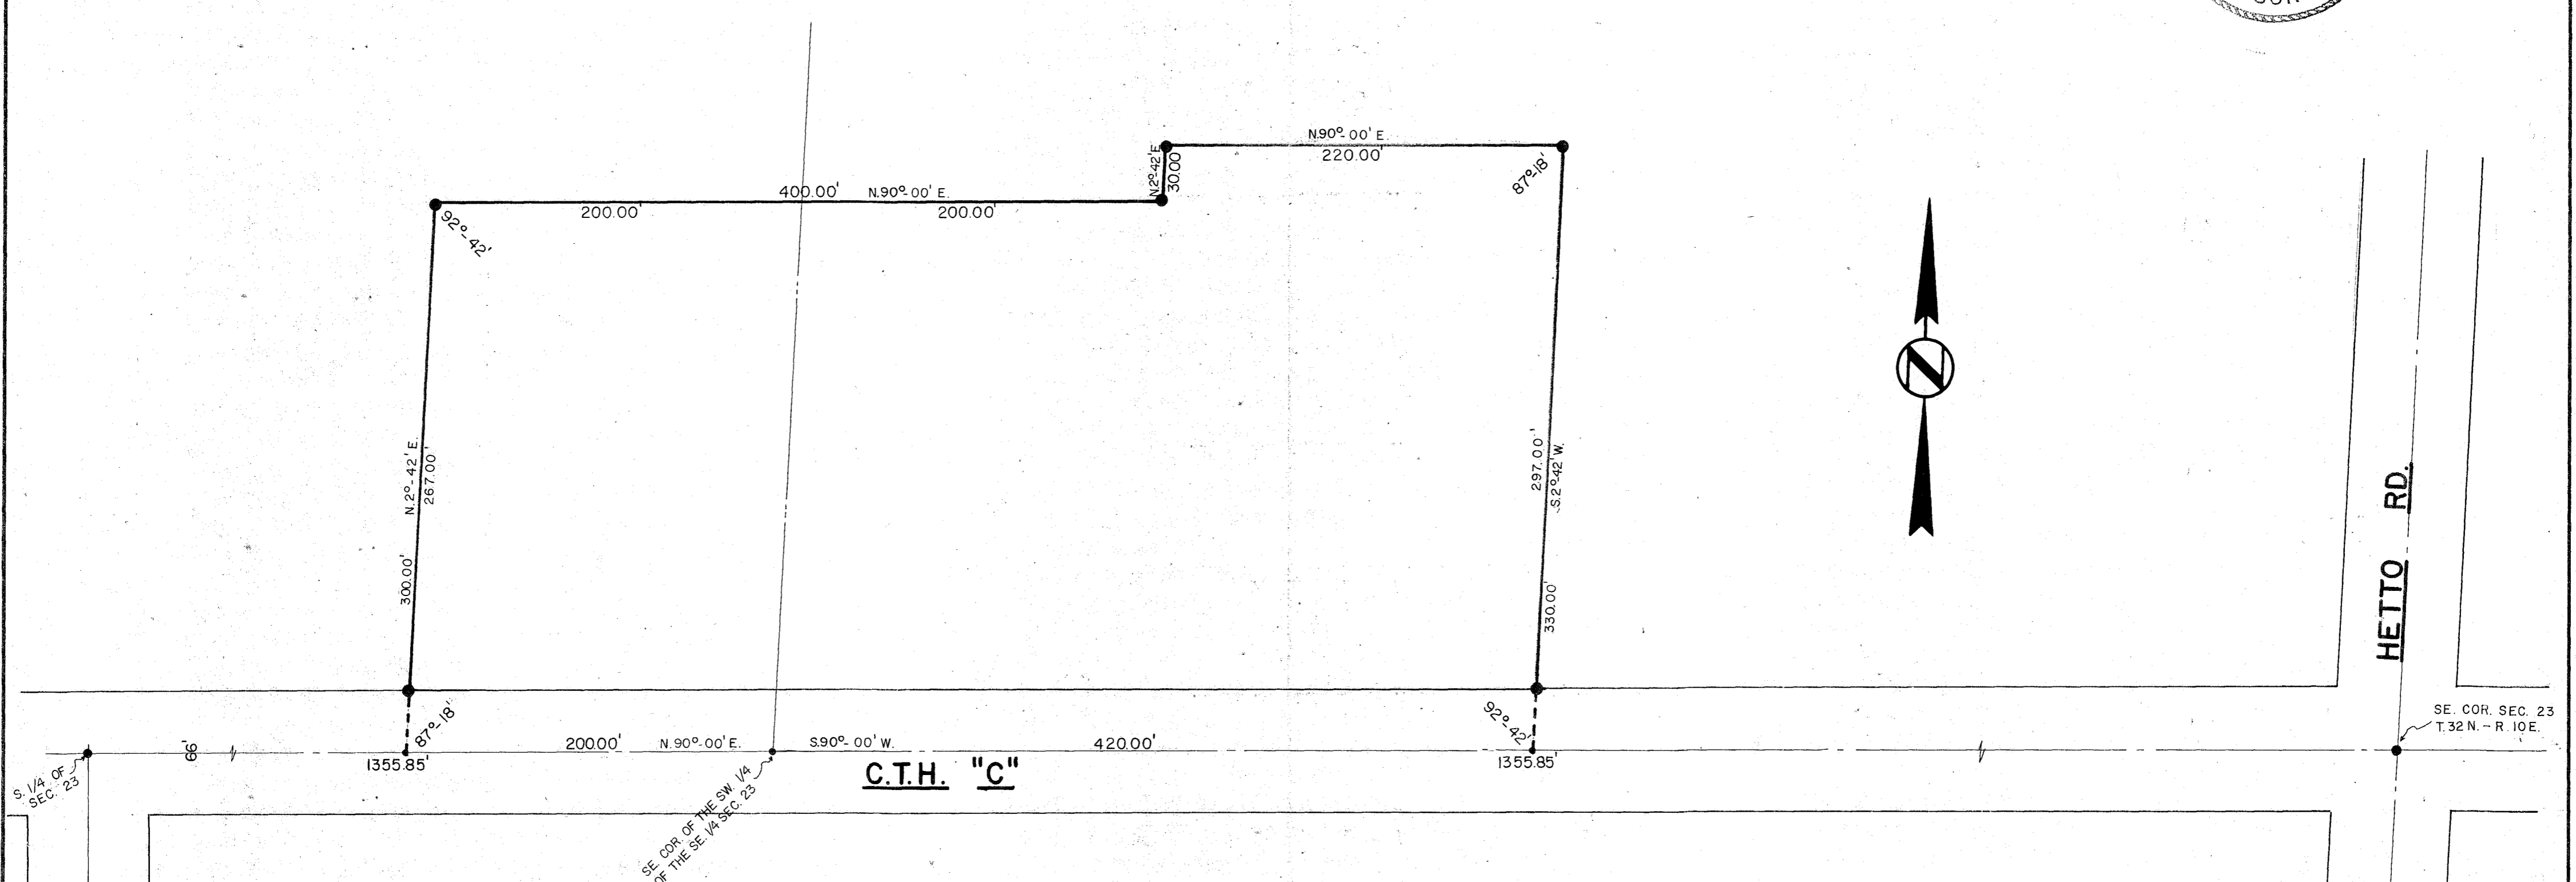 N.90°-00' E.
220.00'
N.2°-42' E
30.00
87°-18'
400.00' N.90°-00' E.
200.00'
200.00'
92°-42'
N.2°-42' E.
267.00'
300.00'
297.00'
S.2°-42' W.
330.00'
N
HETTO RD.
SE. COR. SEC. 23
T. 32 N. - R. 10 E.
87°-18'
92°-42'
66'
200.00'
N.90°-00' E.
S.90°-00' W.
420.00'
1355.85'
1355.85'
C.T.H. "C"
S. 1/4 OF
SEC. 23
SE. COR. OF THE SW. 1/4
OF THE SE. 1/4 SEC. 23